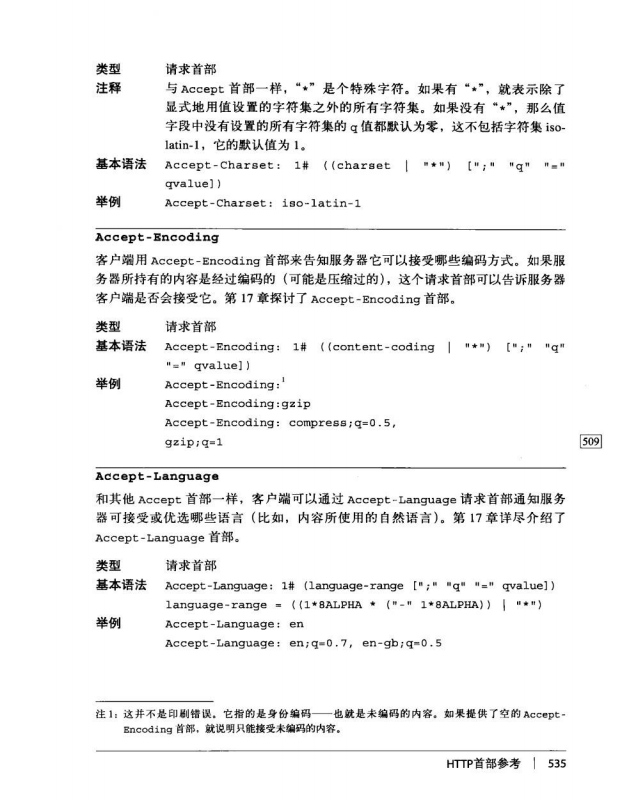 类型 请求首部
注释 与 Accept 首部一样，“*”是个特殊字符。如果有“*”，就表示除了
显式地用值设置的字符集之外的所有字符集。如果没有“*”，那么值
字段中没有设置的所有字符集的 q 值都默认为零，这不包括字符集 iso-
latin-1，它的默认值为 1。
基本语法 Accept-Charset: 1# ((charset | "*") [";" "q" "="
qvalue])
举例 Accept-Charset: iso-latin-1
Accept-Encoding
客户端用 Accept-Encoding 首部来告知服务器它可以接受哪些编码方式。如果服
务器所持有的内容是经过编码的（可能是压缩过的），这个请求首部可以告诉服务器
客户端是否会接受它。第 17 章探讨了 Accept-Encoding 首部。
类型 请求首部
基本语法 Accept-Encoding: 1# ((content-coding | "*") [";" "q"
"=" qvalue])
举例 Accept-Encoding:¹
Accept-Encoding:gzip
Accept-Encoding: compress;q=0.5,
gzip;q=1
509
Accept-Language
和其他 Accept 首部一样，客户端可以通过 Accept-Language 请求首部通知服务
器可接受或优选哪些语言（比如，内容所使用的自然语言）。第 17 章详尽介绍了
Accept-Language 首部。
类型 请求首部
基本语法 Accept-Language: 1# (language-range [";" "q" "=" qvalue])
language-range = ((1*8ALPHA * ("-" 1*8ALPHA)) | "*")
举例 Accept-Language: en
Accept-Language: en;q=0.7, en-gb;q=0.5
注 1：这并不是印刷错误。它指的是身份编码——也就是未编码的内容。如果提供了空的 Accept-
Encoding 首部，就说明只能接受未编码的内容。
HTTP首部参考 | 535